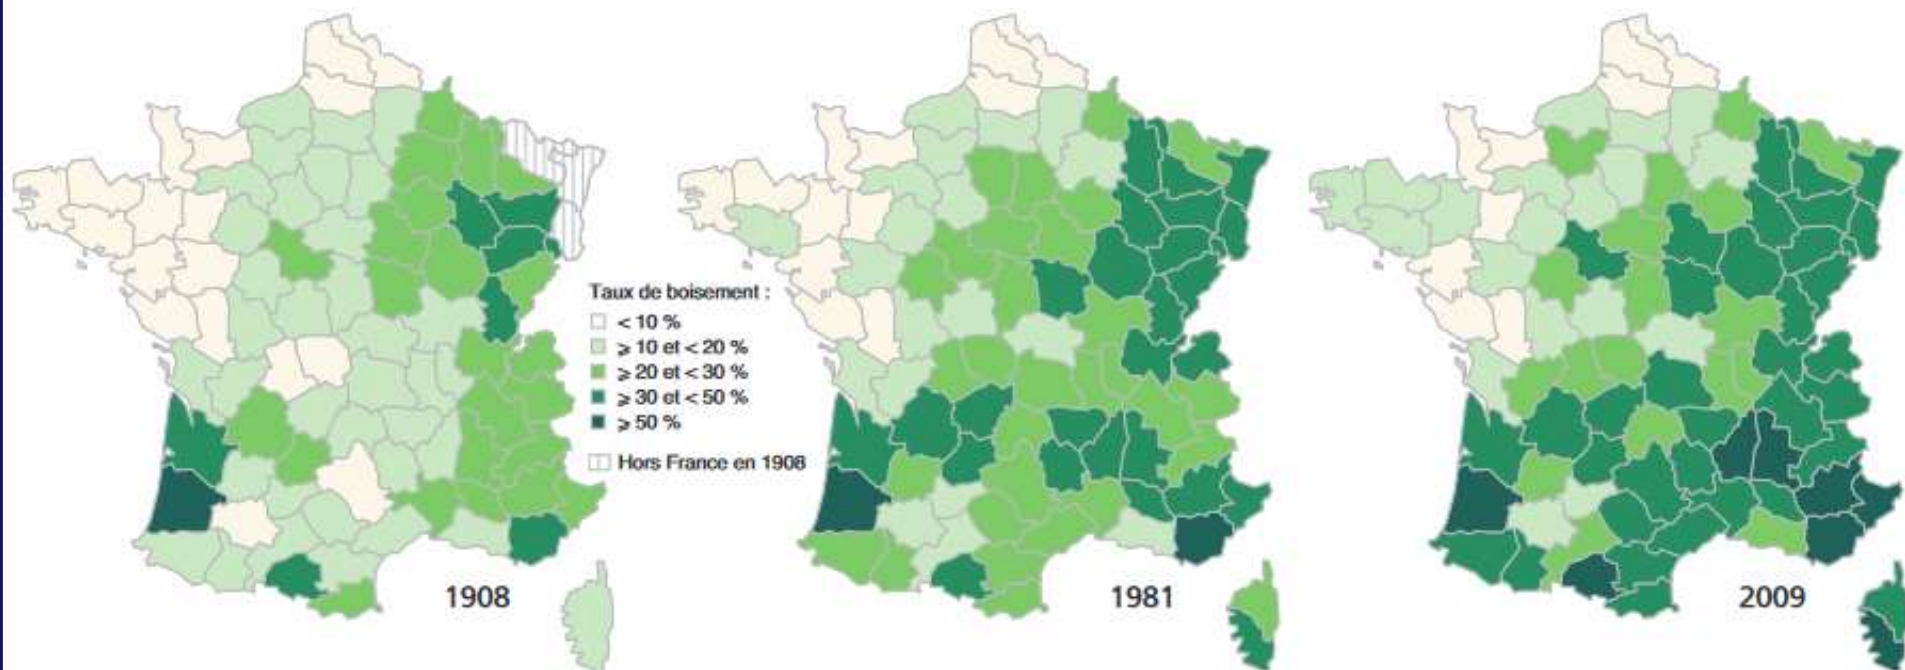 Taux de boisement :
< 10 %
⩾ 10 et < 20 %
⩾ 20 et < 30 %
⩾ 30 et < 50 %
⩾ 50 %
Hors France en 1908
1908
1981
2009